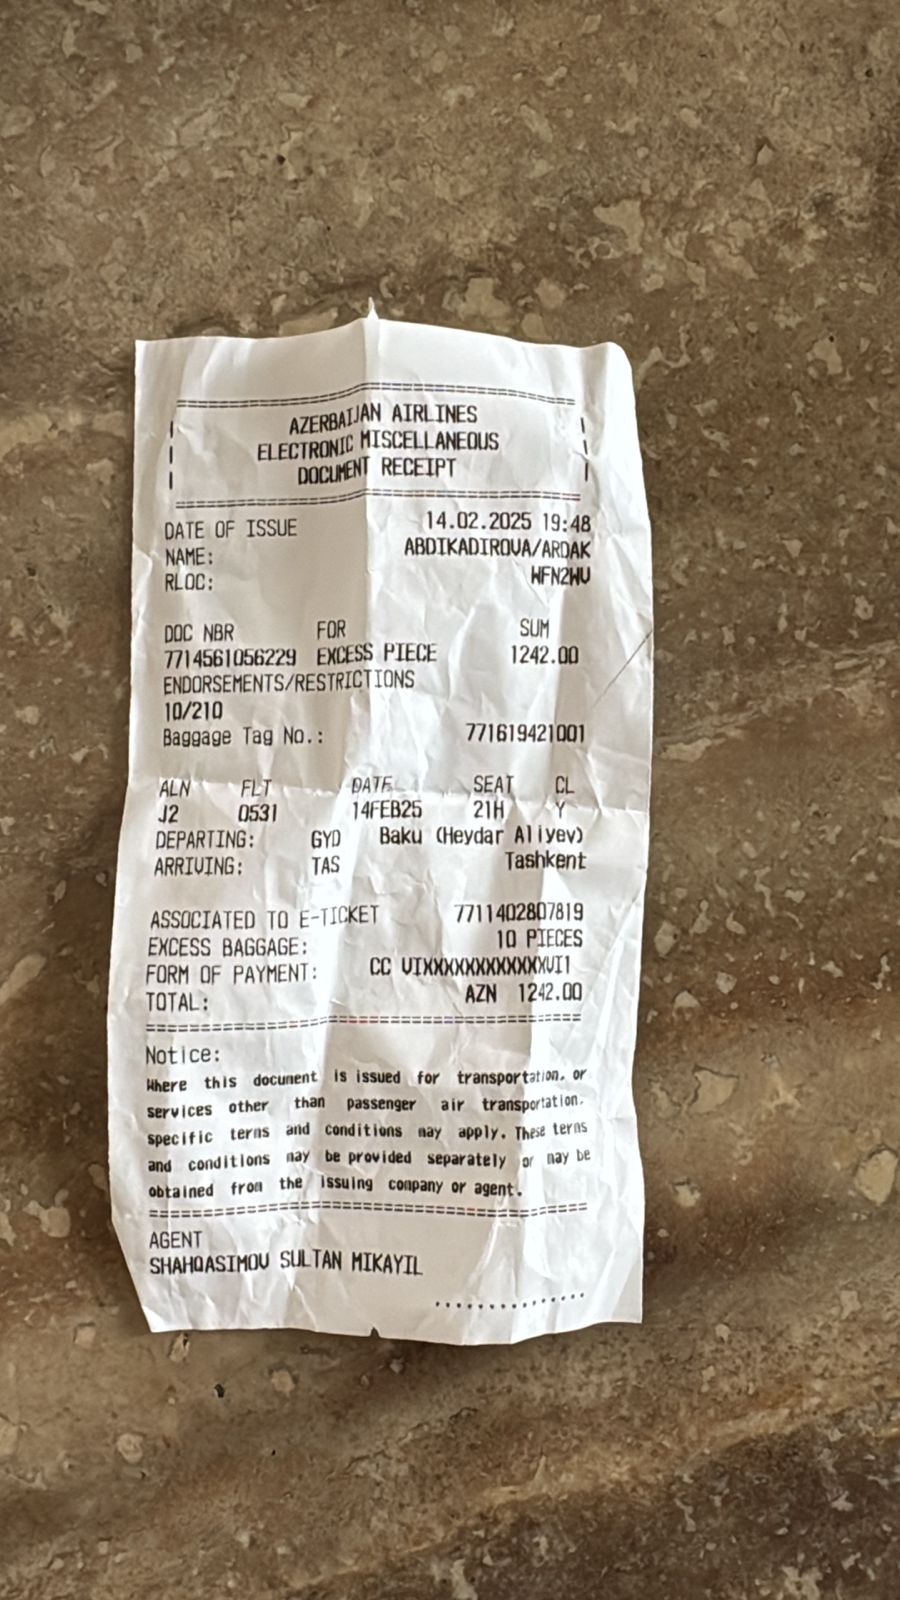 AZERBAIJAN AIRLINES
ELECTRONIC MISCELLANEOUS
DOCUMENT RECEIPT
DATE OF ISSUE 14.02.2025 19:48
NAME: ABDIKADIROVA/ARDAK
RLOC: WFN2WU
DOC NBR FOR SUM
7714561056229 EXCESS PIECE 1242.00
ENDORSEMENTS/RESTRICTIONS
10/210
Baggage Tag No.: 771619421001
ALN FLT DATE SEAT CL
J2 0531 14FEB25 21H Y
DEPARTING: GYD Baku (Heydar Aliyev)
ARRIVING: TAS Tashkent
ASSOCIATED TO E-TICKET 7711402807819
EXCESS BAGGAGE: 10 PIECES
FORM OF PAYMENT: CC VIXXXXXXXXXXXXVI1
TOTAL: AZN 1242.00
Notice:
Where this document is issued for transportation, or
services other than passenger air transportation,
specific terms and conditions may apply. These terms
and conditions may be provided separately or may be
obtained from the issuing company or agent.
AGENT
SHAHQASIMOV SULTAN MIKAYIL